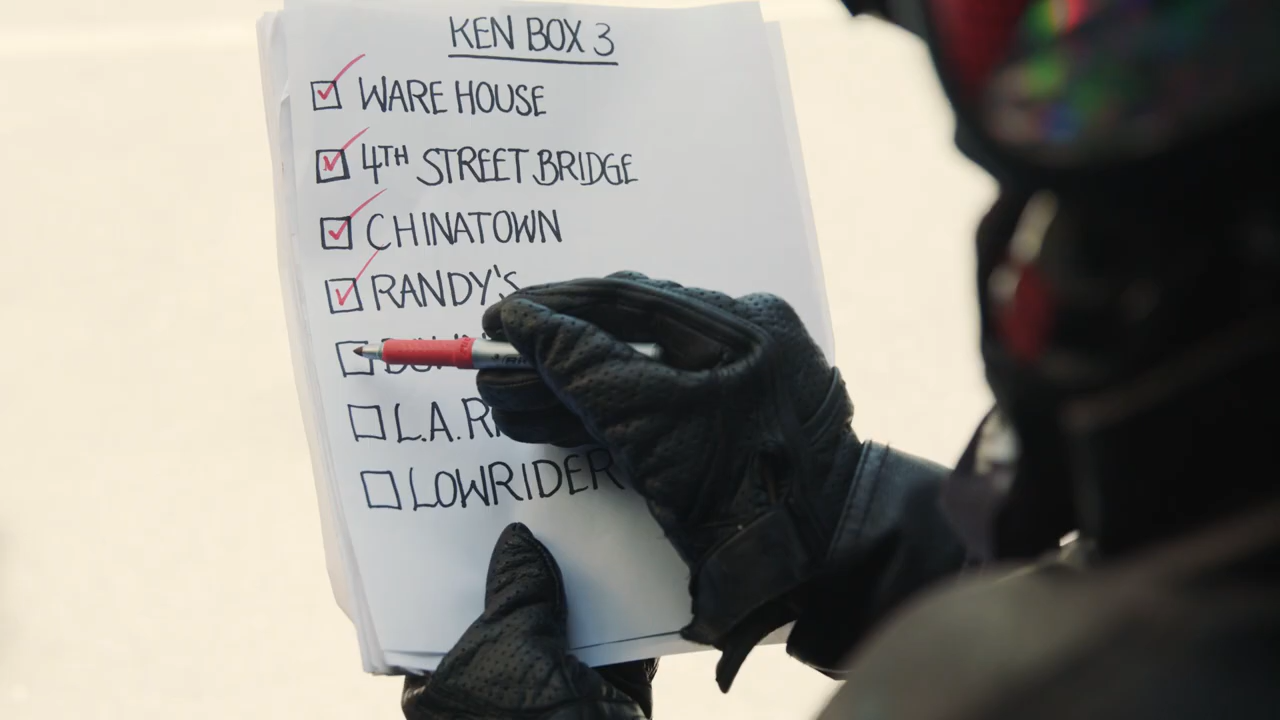 KEN BOX 3
WARE HOUSE
4TH STREET BRIDGE
CHINATOWN
RANDY'S
L.A.
LOWRIDER